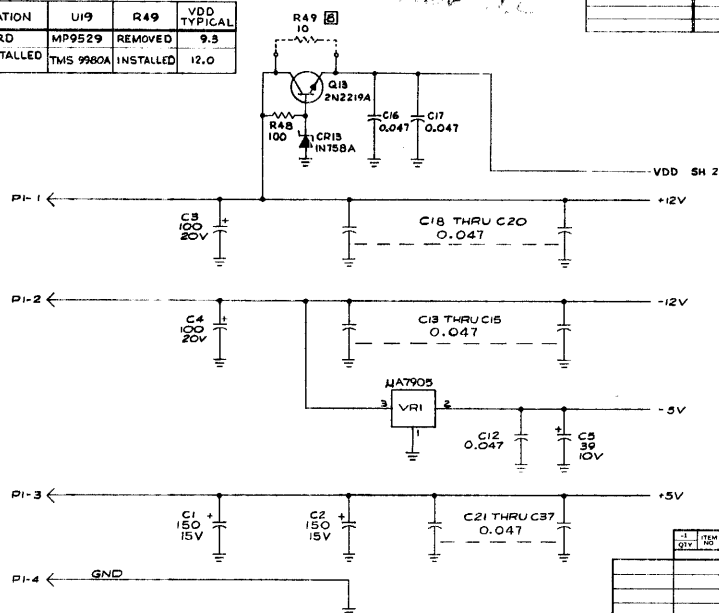 ATION U19 R49 VDD TYPICAL
RD MP9529 REMOVED 9.3
TALLED TMS 9980A INSTALLED 12.0
R49 B
10
Q13
2N2219A
R48
100
CR13
1N758A
C16
0.047
C17
0.047
VDD SH 2
P1-1
+12V
C3
100
20V
+
C18 THRU C20
0.047
P1-2
-12V
C4
100
20V
+
C13 THRU C15
0.047
µA7905
3 VR1 2
1
-5V
C12
0.047
+
C5
39
10V
P1-3
+5V
C1
150
15V
+
C2
150
15V
+
C21 THRU C37
0.047
P1-4 GND
-1
QTY
ITEM
NO